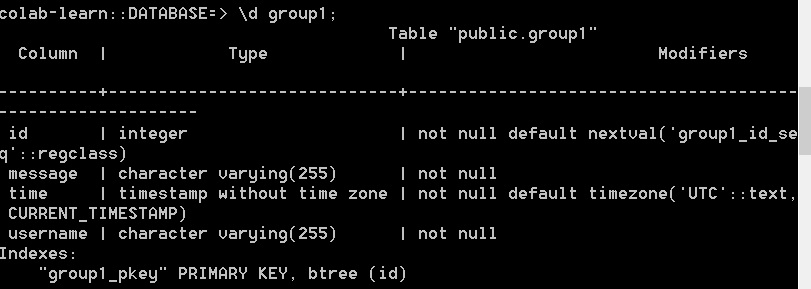 colab-learn::DATABASE=> \d group1;
                                    Table "public.group1"
  Column  |            Type             |                          Modifiers

----------+-----------------------------+---------------------------------------
--------------------
 id       | integer                     | not null default nextval('group1_id_se
q'::regclass)
 message  | character varying(255)      | not null
 time     | timestamp without time zone | not null default timezone('UTC'::text,
CURRENT_TIMESTAMP)
 username | character varying(255)      | not null
Indexes:
    "group1_pkey" PRIMARY KEY, btree (id)